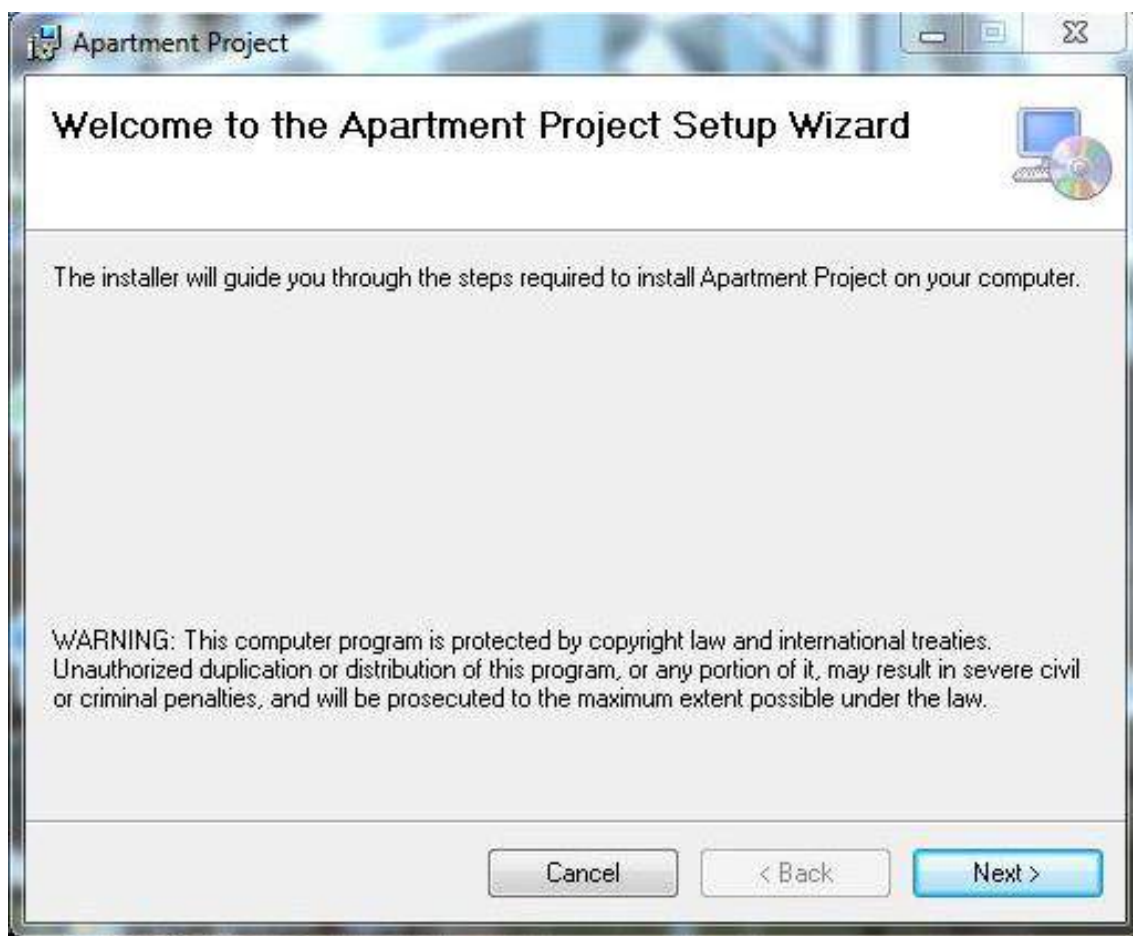 Apartment Project
Welcome to the Apartment Project Setup Wizard
The installer will guide you through the steps required to install Apartment Project on your computer.
WARNING: This computer program is protected by copyright law and international treaties.
Unauthorized duplication or distribution of this program, or any portion of it, may result in severe civil
or criminal penalties, and will be prosecuted to the maximum extent possible under the law.
Cancel
< Back
Next >